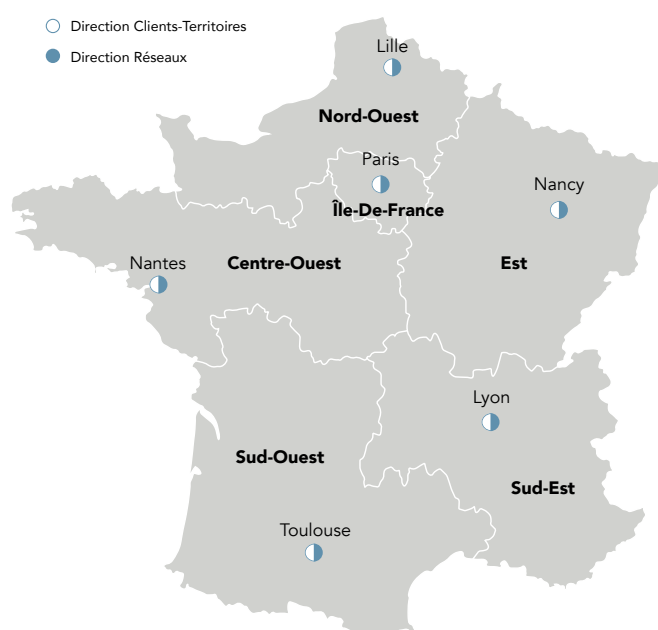 Direction Clients-Territoires
Direction Réseaux
Lille
Nord-Ouest
Paris
Nancy
Île-De-France
Nantes
Centre-Ouest
Est
Lyon
Sud-Ouest
Sud-Est
Toulouse